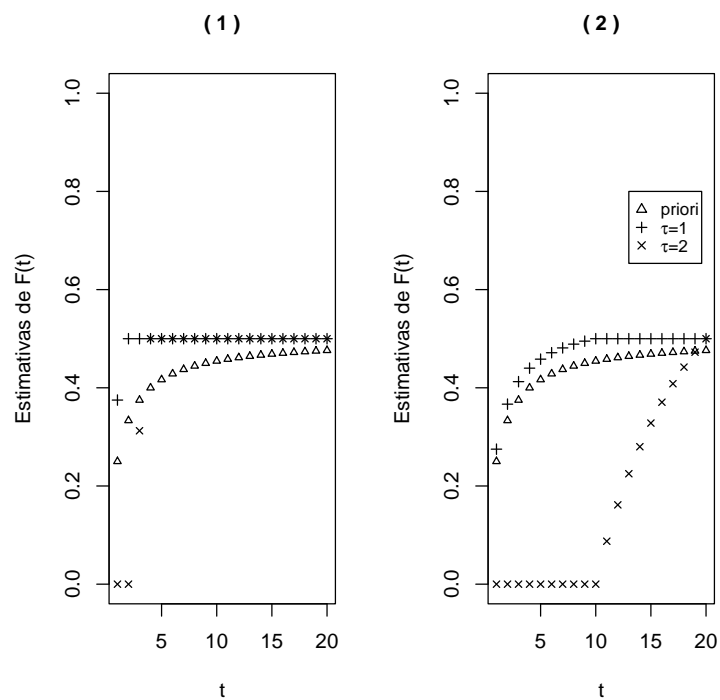 ( 1 )
Estimativas de F(t)
0.0 0.2 0.4 0.6 0.8 1.0
5 10 15 20
t
( 2 )
Estimativas de F(t)
0.0 0.2 0.4 0.6 0.8 1.0
5 10 15 20
t
priori
τ=1
τ=2